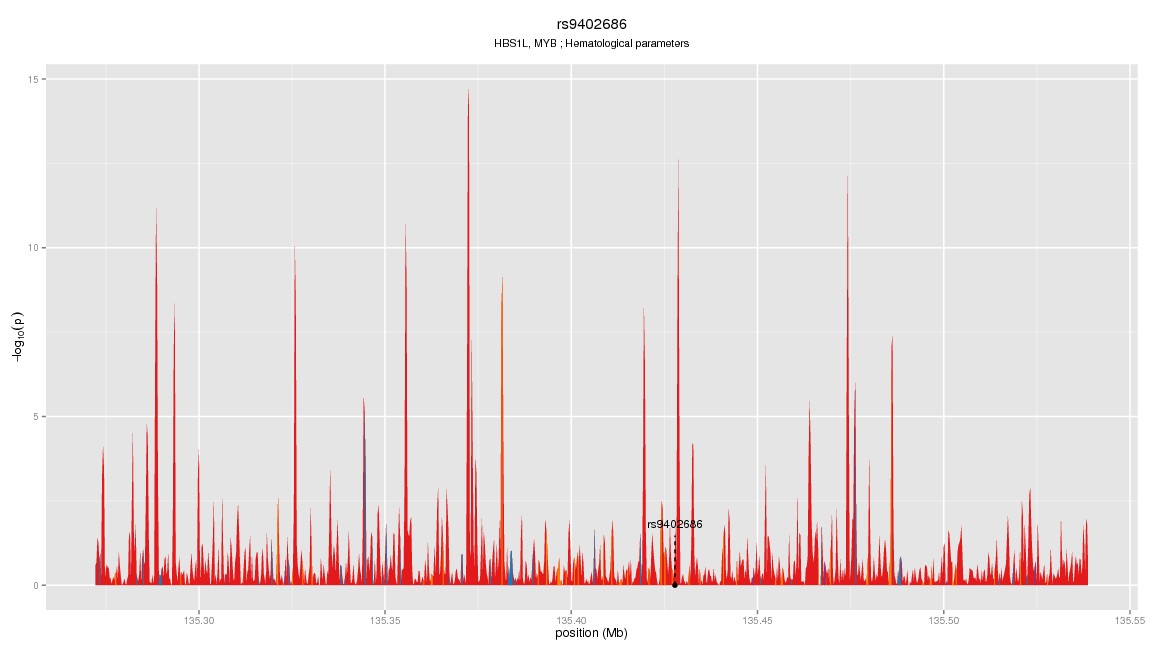 rs9402686
HBS1L, MYB ; Hematological parameters
15
10
5
0
−log10(p)
rs9402686
135.30
135.35
135.40
135.45
135.50
135.55
position (Mb)